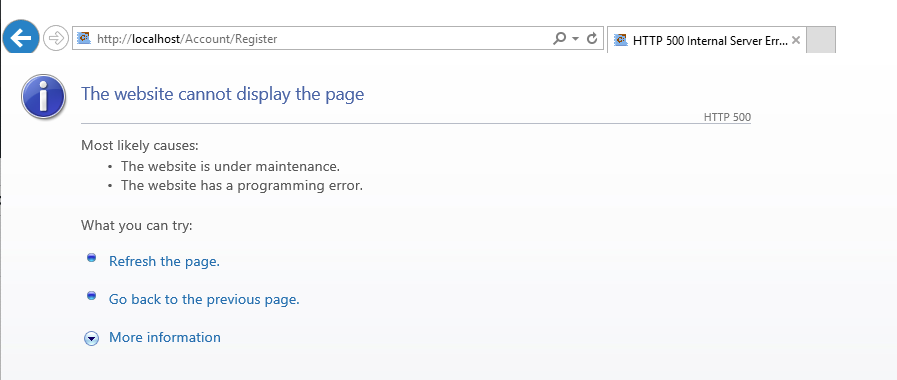 http://localhost/Account/Register
HTTP 500 Internal Server Err...
The website cannot display the page
HTTP 500
Most likely causes:
• The website is under maintenance.
• The website has a programming error.
What you can try:
Refresh the page.
Go back to the previous page.
More information